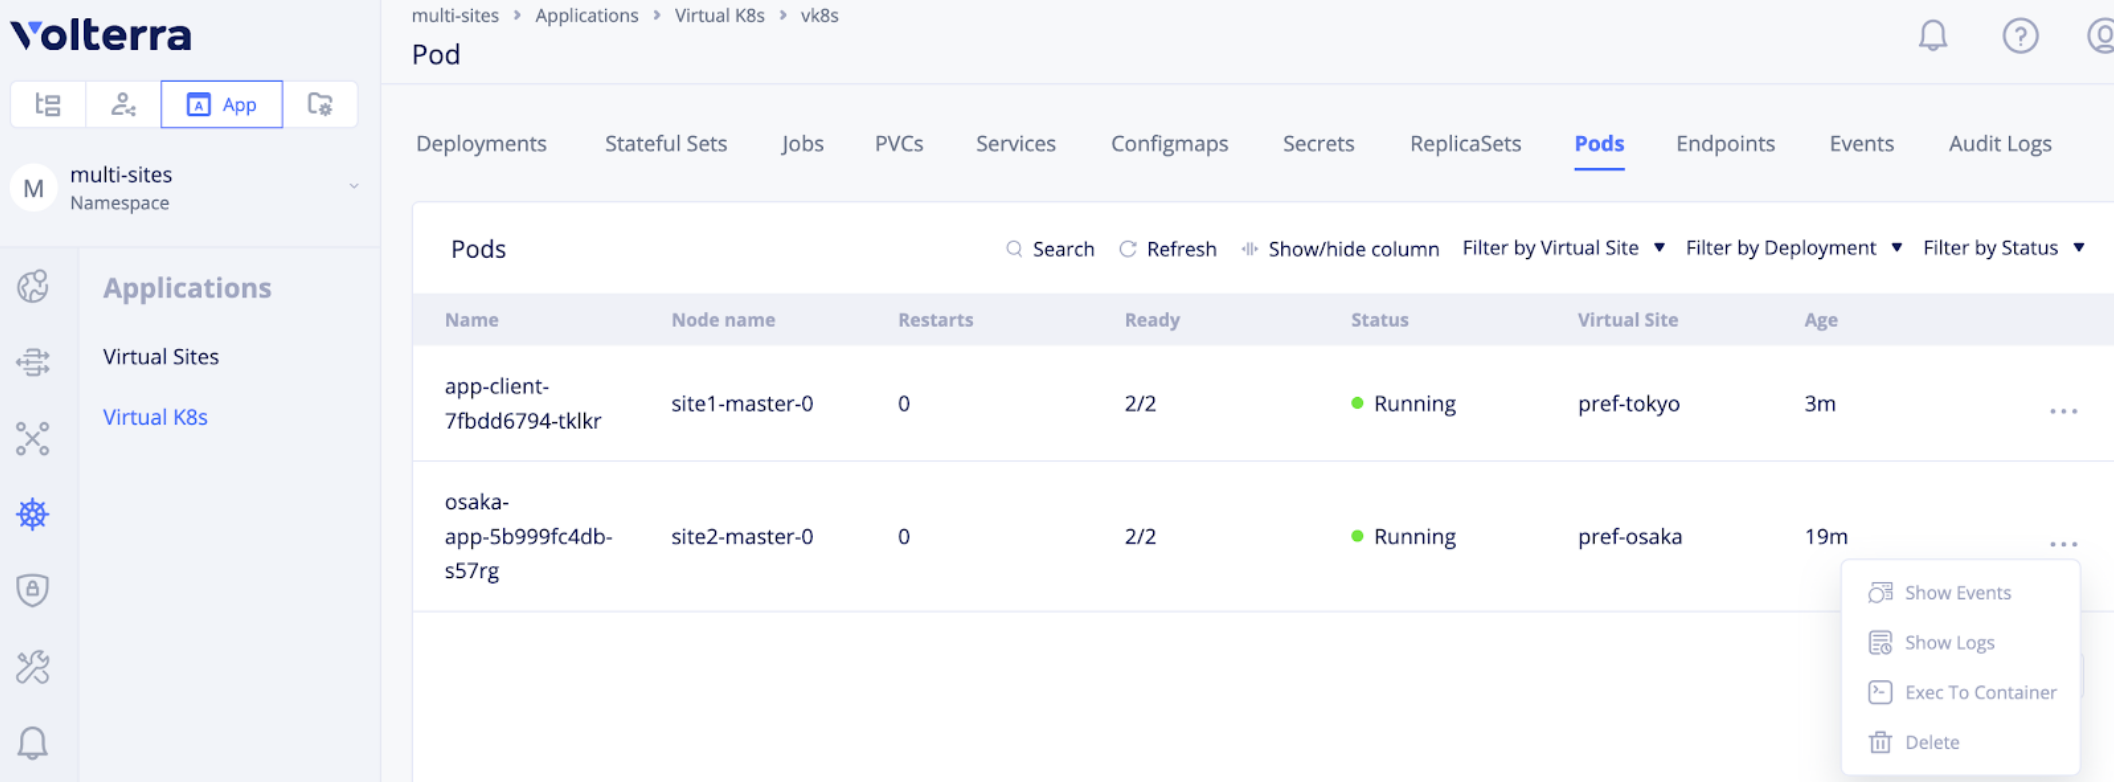 Volterra
multi-sites > Applications > Virtual K8s > vk8s
Pod
App
M
multi-sites
Namespace
Applications
Virtual Sites
Virtual K8s
Deployments Stateful Sets Jobs PVCs Services Configmaps Secrets ReplicaSets Pods Endpoints Events Audit Logs
Pods Search Refresh Show/hide column Filter by Virtual Site Filter by Deployment Filter by Status
Name Node name Restarts Ready Status Virtual Site Age
app-client-
7fbdd6794-tklkr site1-master-0 0 2/2 Running pref-tokyo 3m
osaka-
app-5b999fc4db- site2-master-0 0 2/2 Running pref-osaka 19m
s57rg
Show Events
Show Logs
Exec To Container
Delete